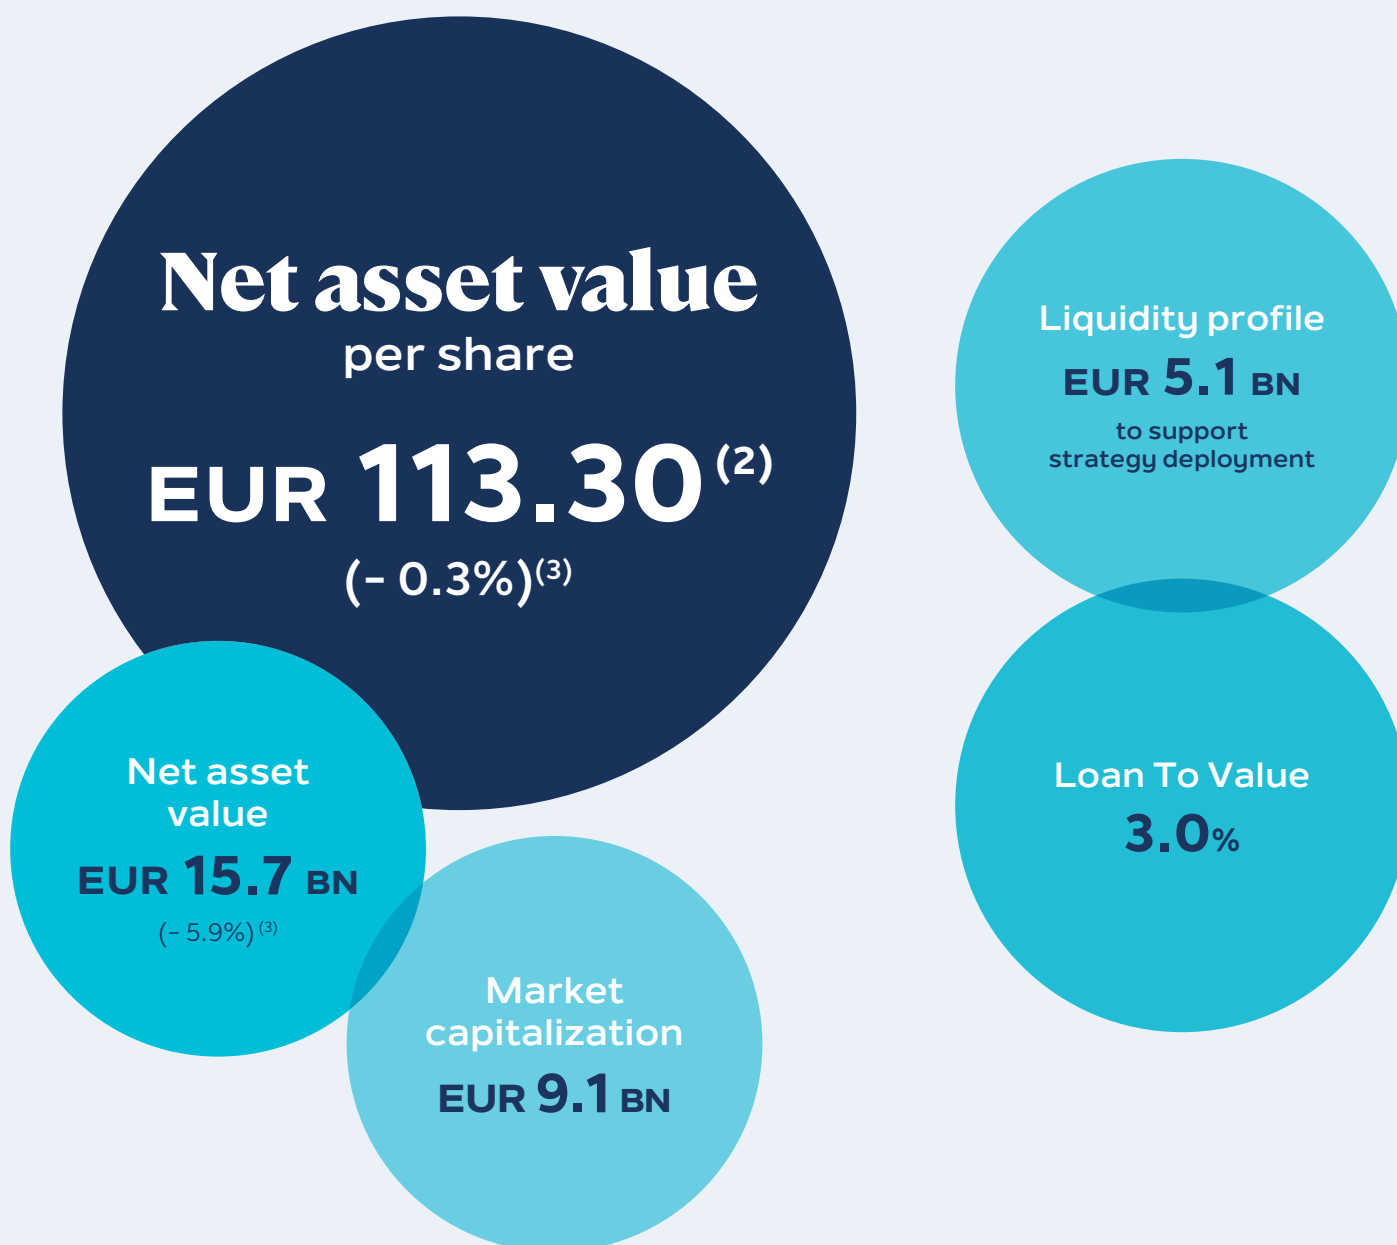 Net asset value
per share
EUR 113.30 (2)
(- 0.3%)(3)
Net asset
value
EUR 15.7 BN
(- 5.9%) (3)
Market
capitalization
EUR 9.1 BN
Liquidity profile
EUR 5.1 BN
to support
strategy deployment
Loan To Value
3.0%